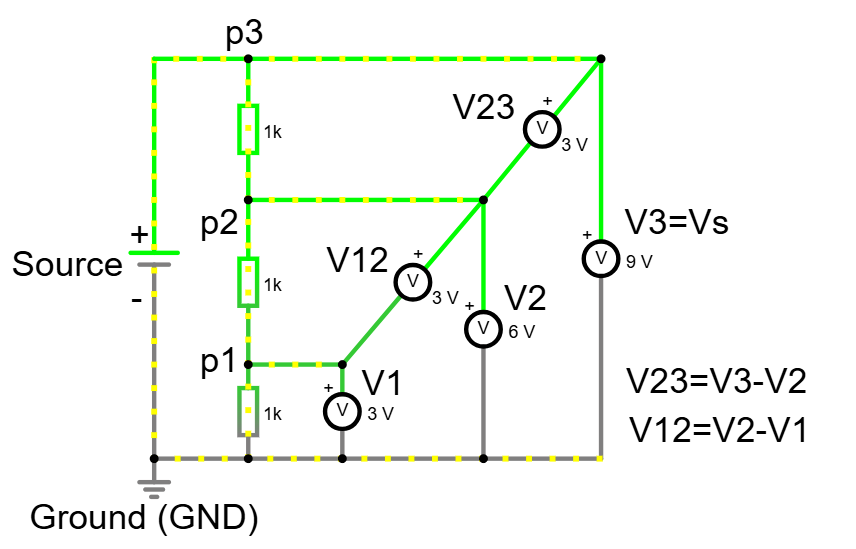 p3
V23
+
V
3 V
1k
p2
V3=Vs
+
V
9 V
+
Source
-
V12
+
V
3 V
1k
V2
+
V
6 V
p1
V1
+
V
3 V
1k
V23=V3-V2
V12=V2-V1
Ground (GND)